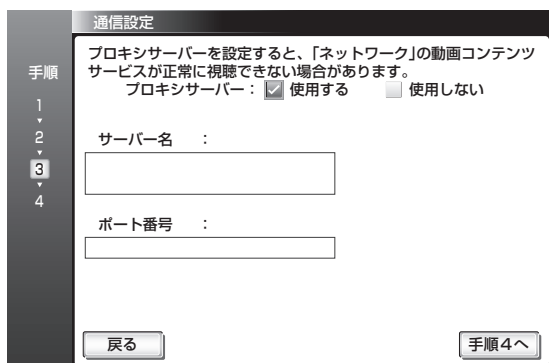 通信設定
手順
1
2
3
4
プロキシサーバーを設定すると、「ネットワーク」の動画コンテンツ
サービスが正常に視聴できない場合があります。
プロキシサーバー： 使用する 使用しない
サーバー名 ：
ポート番号 ：
戻る
手順4へ